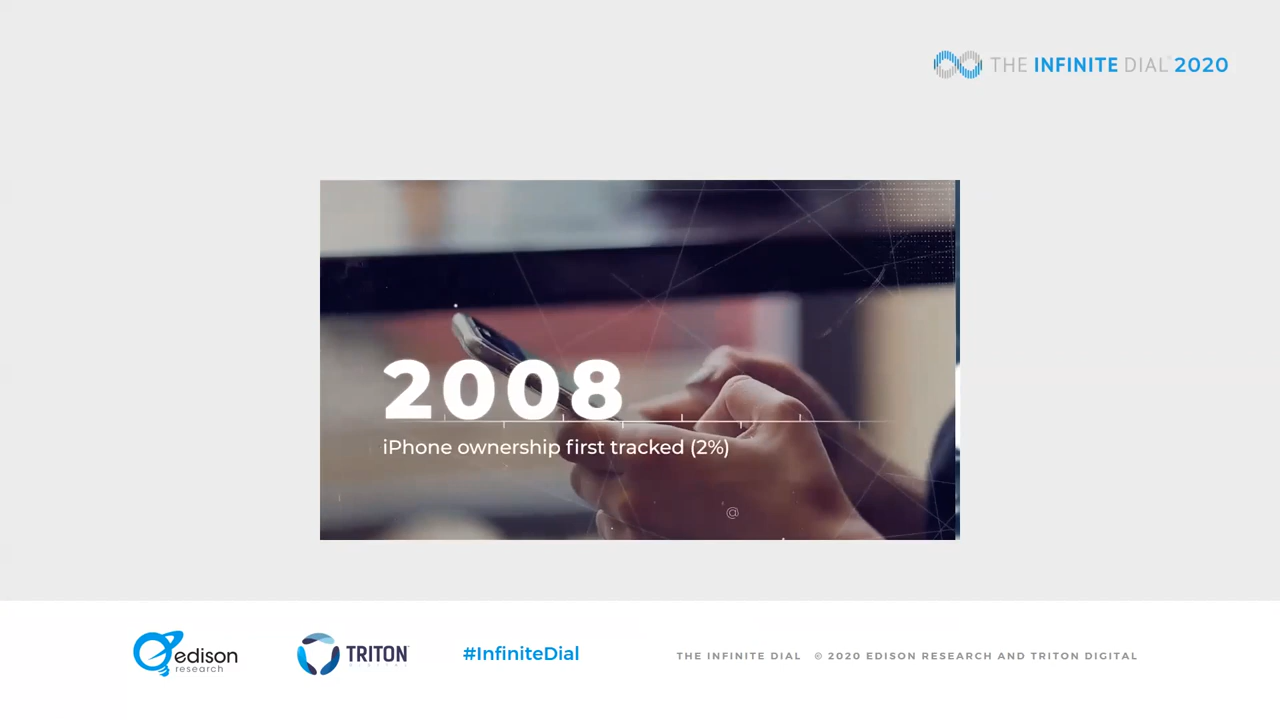 THE INFINITE DIAL 2020
2008
iPhone ownership first tracked (2%)
@
edison
research
TRITON
#InfiniteDial
THE INFINITE DIAL © 2020 EDISON RESEARCH AND TRITON DIGITAL